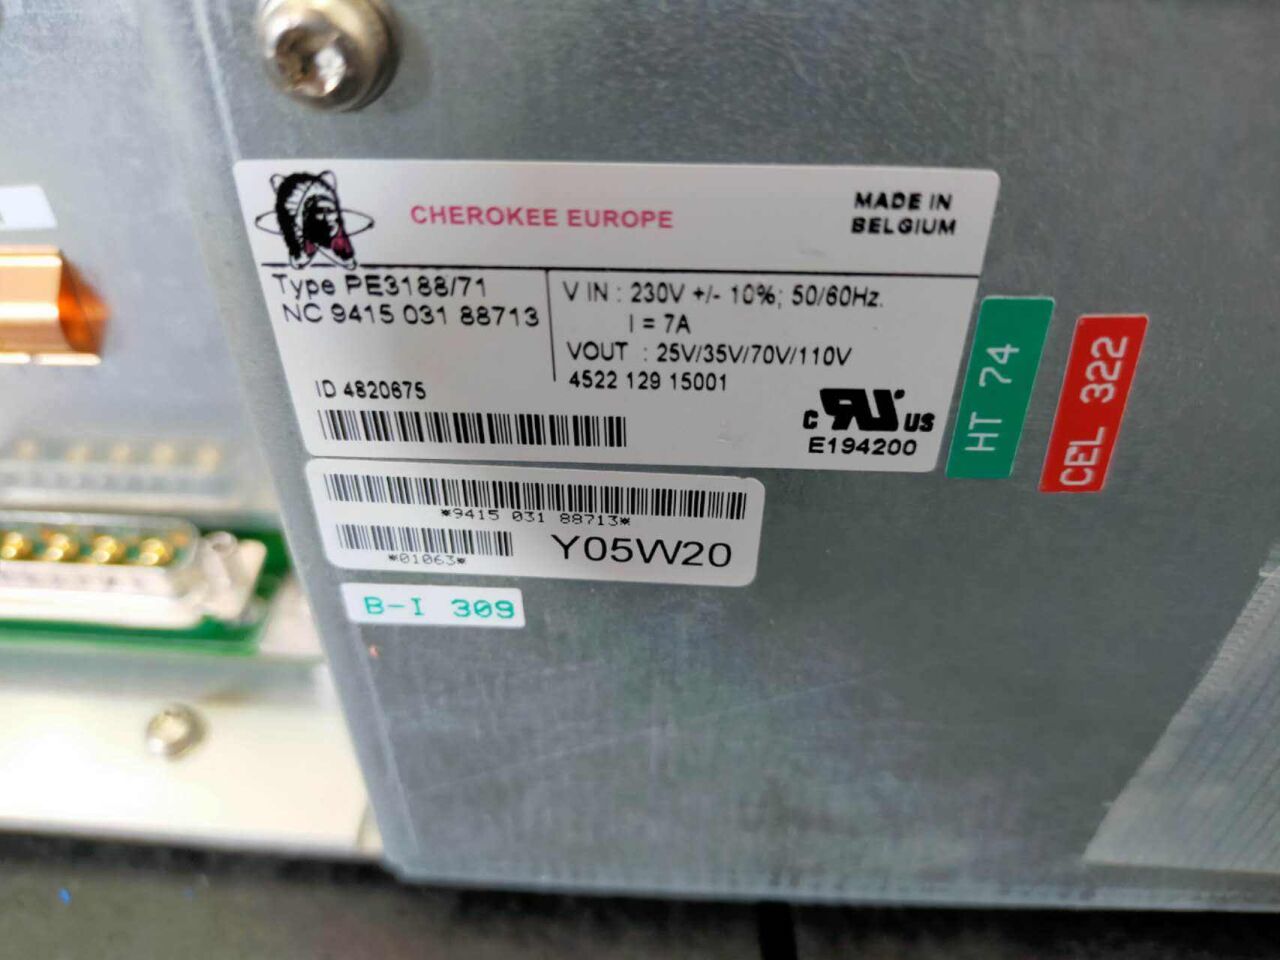 CHEROKEE EUROPE
MADE IN
BELGIUM
Type PE3188/71
NC 9415 031 88713
ID 4820675
V IN : 230V +/- 10%; 50/60Hz.
I = 7A
VOUT : 25V/35V/70V/110V
4522 129 15001
c RU US
E194200
HT 74
CEL 322
*9415 031 88713*
*01063*
Y05W20
B-I 309